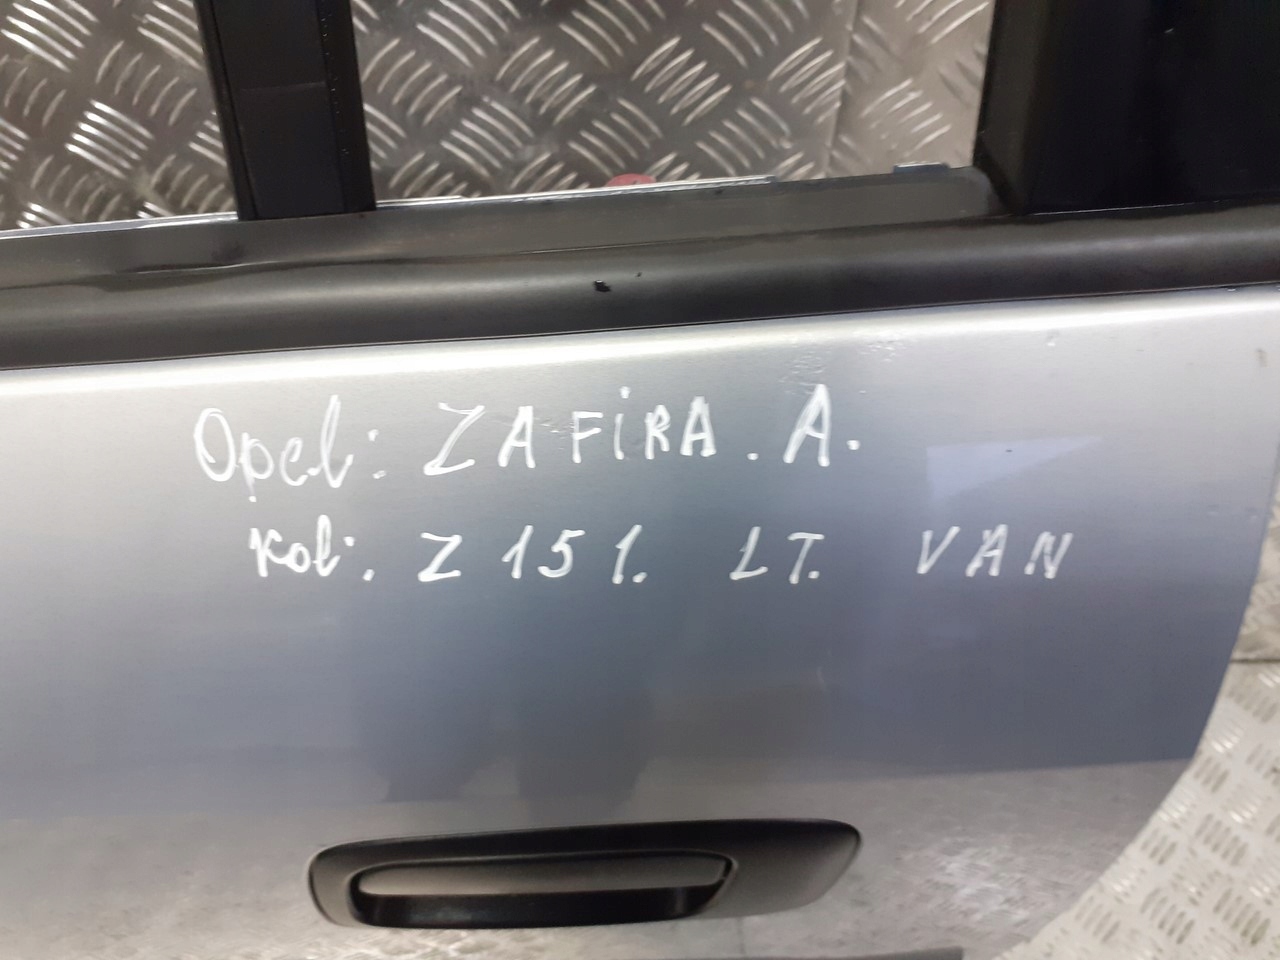 Opel: ZAFiRA. A.
Kol: Z 151. LT. VAN